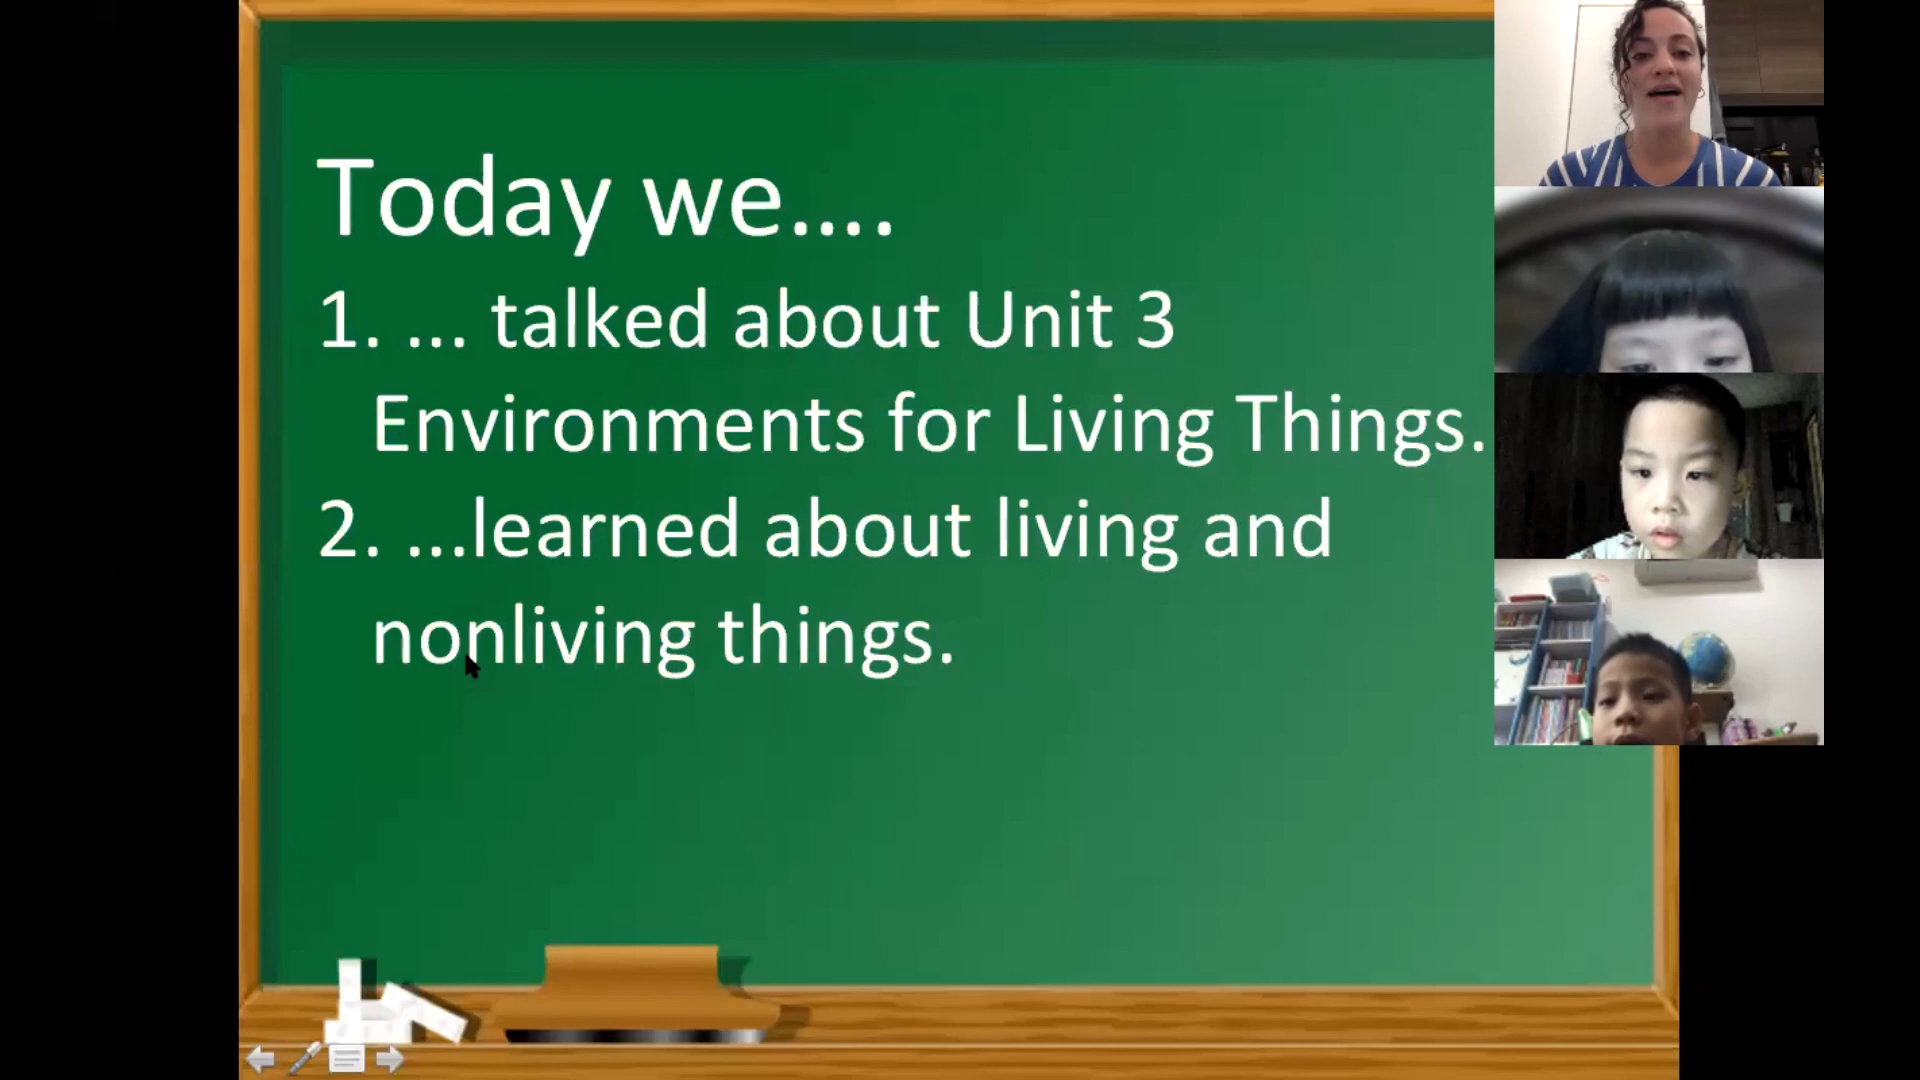 Today we....
1. ... talked about Unit 3
Environments for Living Things.
2. ...learned about living and
nonliving things.